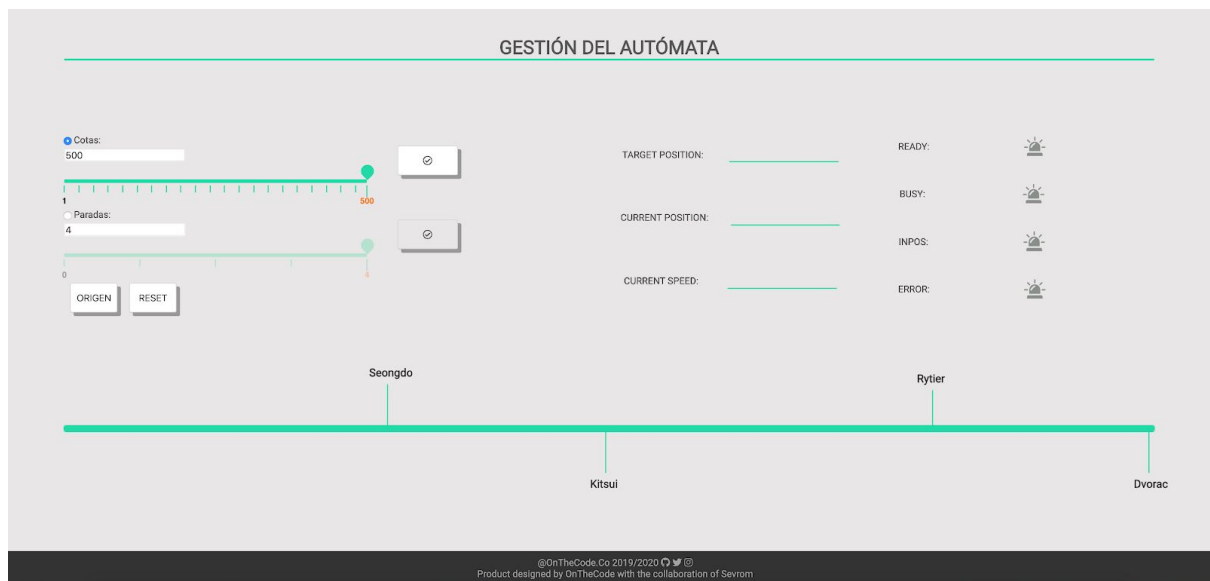 GESTIÓN DEL AUTÓMATA
Cotas:
500
1
500
Paradas:
4
0
4
ORIGEN
RESET
TARGET POSITION:
CURRENT POSITION:
CURRENT SPEED:
READY:
BUSY:
INPOS:
ERROR:
Seongdo
Rytier
Kitsui
Dvorac
@OnTheCode.Co 2019/2020
Product designed by OnTheCode with the collaboration of Sevrom